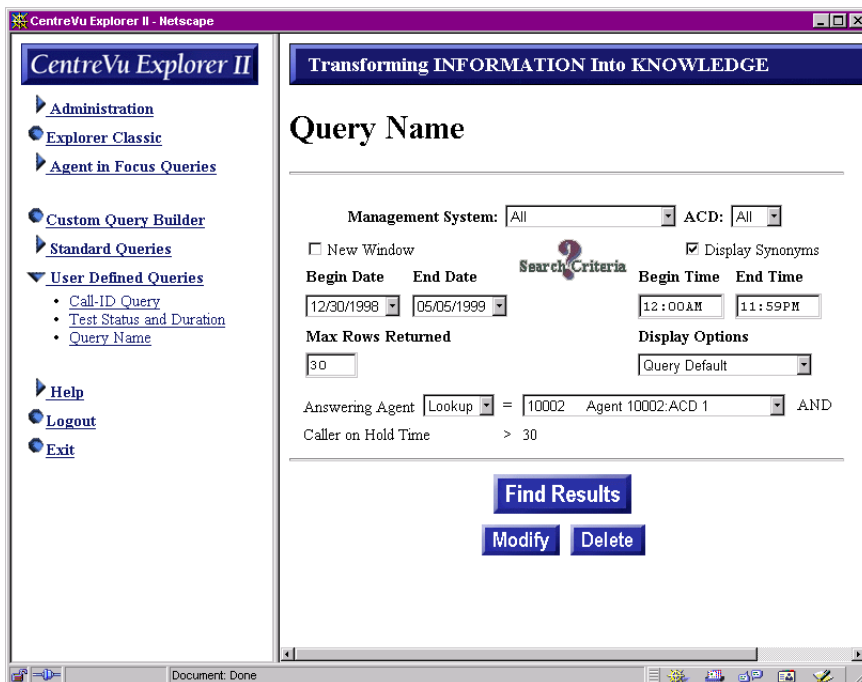 CentreVu Explorer II - Netscape
CentreVu Explorer II
Administration
Explorer Classic
Agent in Focus Queries
Custom Query Builder
Standard Queries
User Defined Queries
Call-ID Query
Test Status and Duration
Query Name
Help
Logout
Exit
Transforming INFORMATION Into KNOWLEDGE
Query Name
Management System: All ACD: All
New Window Search Criteria Display Synonyms
Begin Date End Date Begin Time End Time
12/30/1998 05/05/1999 12:00AM 11:59PM
Max Rows Returned Display Options
30 Query Default
Answering Agent Lookup = 10002 Agent 10002:ACD 1 AND
Caller on Hold Time > 30
Find Results
Modify Delete
Document: Done